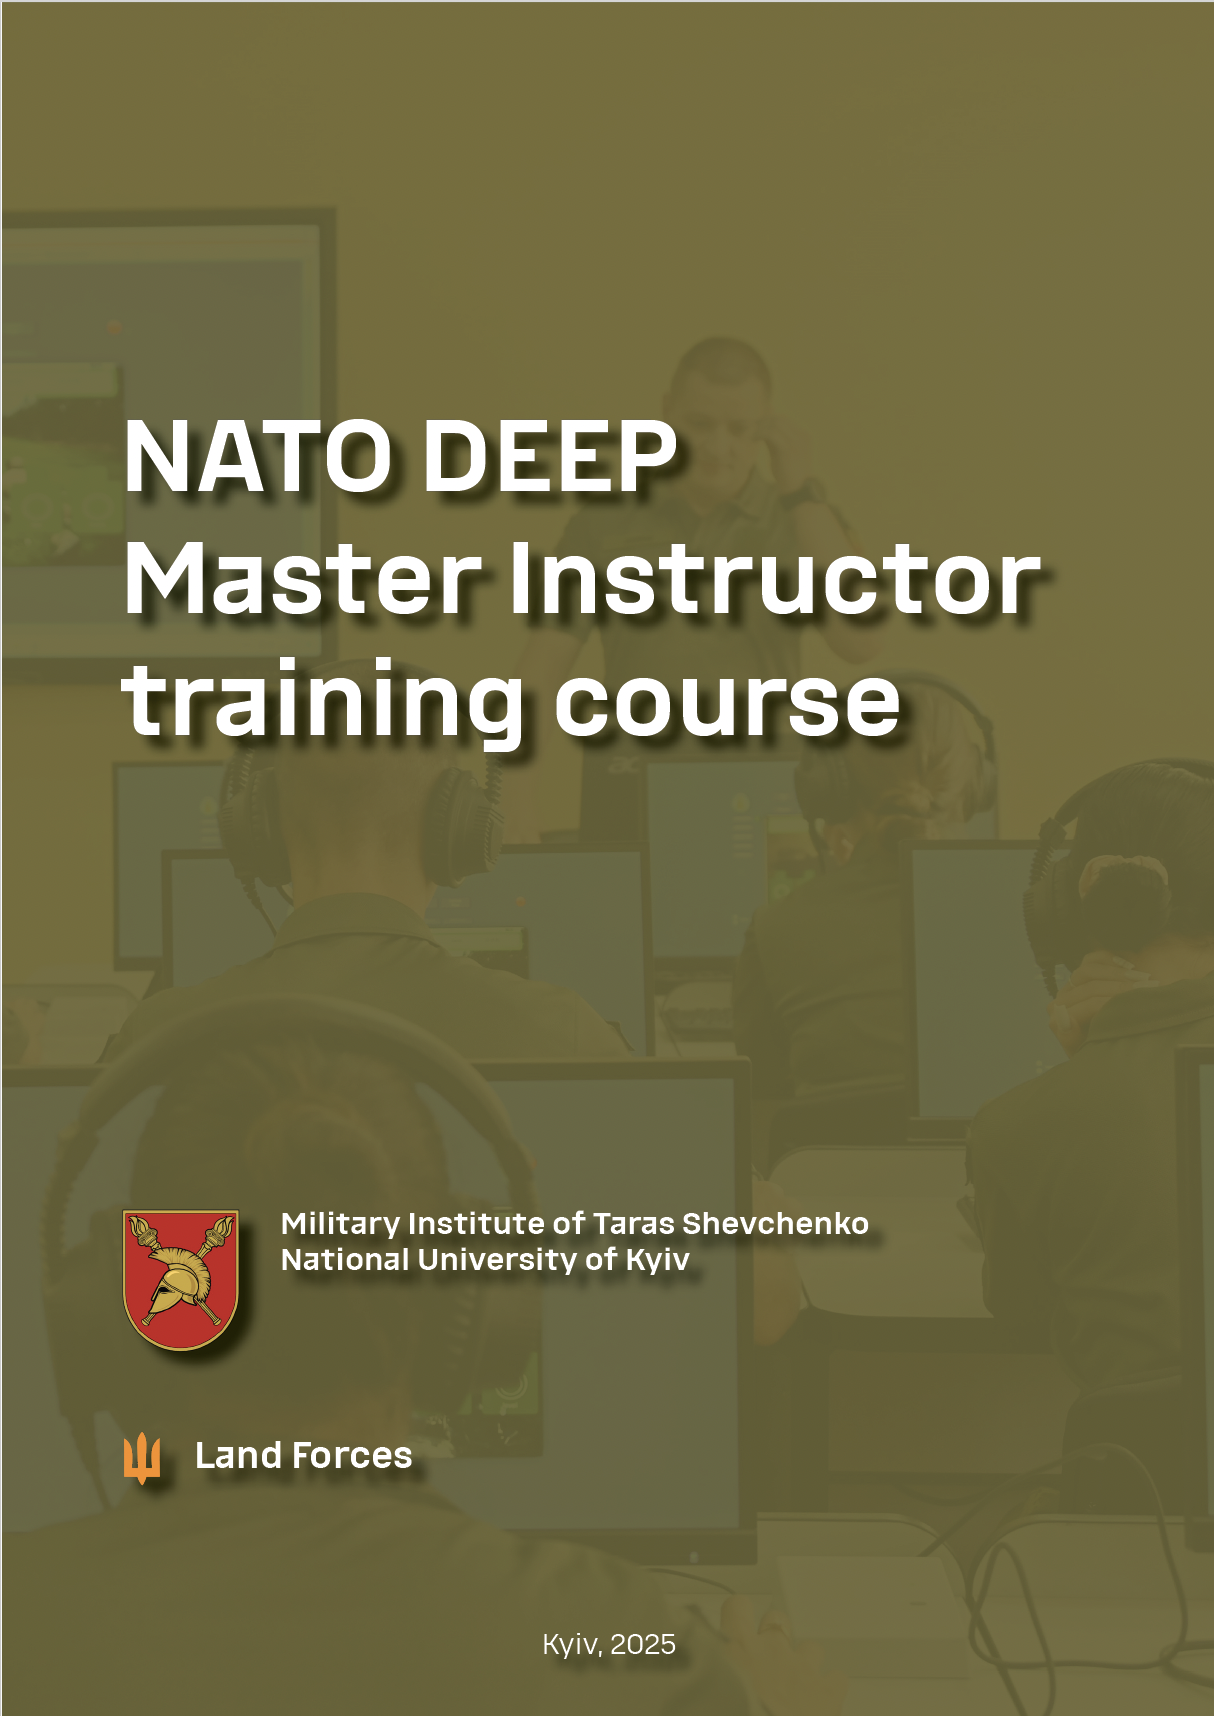 NATO DEEP
Master Instructor
training course
Military Institute of Taras Shevchenko
National University of Kyiv
Land Forces
Kyiv, 2025